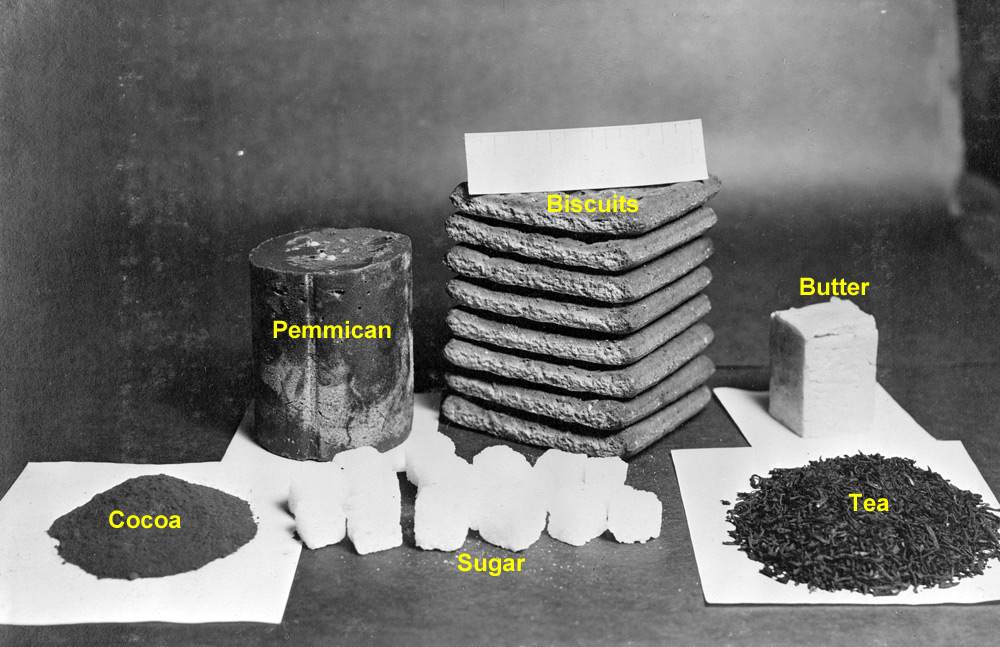 Biscuits
Butter
Pemmican
Tea
Cocoa
Sugar